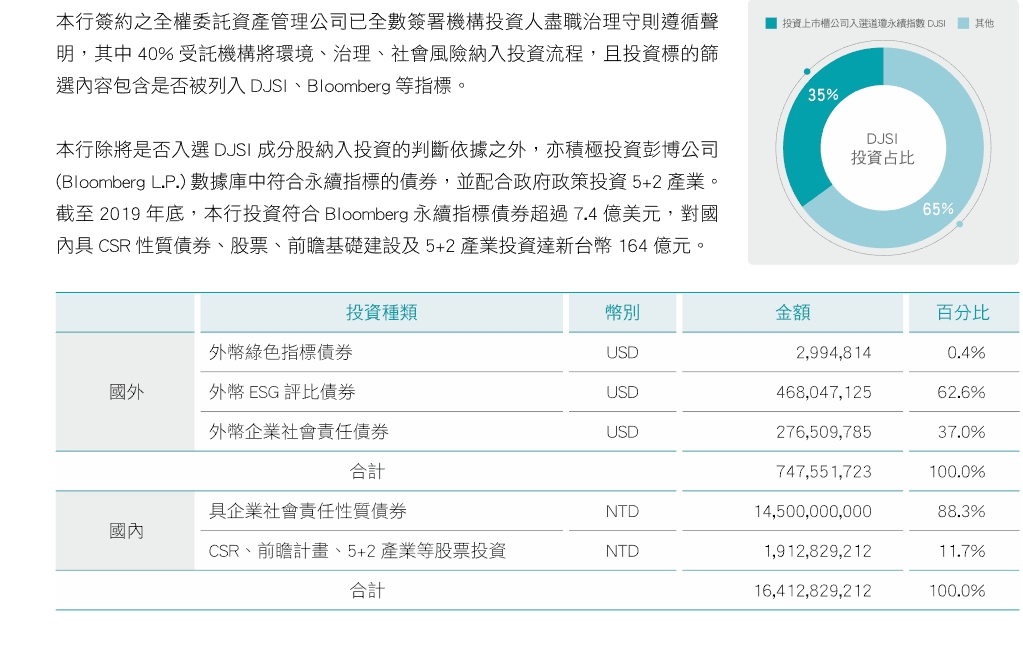 本行簽約之全權委託資產管理公司已全數簽署機構投資人盡職治理守則遵循聲
明，其中 40% 受託機構將環境、治理、社會風險納入投資流程，且投資標的篩
選內容包含是否被列入 DJSI、Bloomberg 等指標。
本行除將是否入選 DJSI 成分股納入投資的判斷依據之外，亦積極投資彭博公司
(Bloomberg L.P.) 數據庫中符合永續指標的債券，並配合政府政策投資 5+2 產業。
截至 2019 年底，本行投資符合 Bloomberg 永續指標債券超過 7.4 億美元，對國
內具 CSR 性質債券、股票、前瞻基礎建設及 5+2 產業投資達新台幣 164 億元。
投資上市櫃公司入選道瓊永續指數 DJSI 其他
35%
DJSI
投資占比
65%
投資種類 幣別 金額 百分比
國外
外幣綠色指標債券 USD 2,994,814 0.4%
外幣 ESG 評比債券 USD 468,047,125 62.6%
外幣企業社會責任債券 USD 276,509,785 37.0%
合計 747,551,723 100.0%
國內
具企業社會責任性質債券 NTD 14,500,000,000 88.3%
CSR、前瞻計畫、5+2 產業等股票投資 NTD 1,912,829,212 11.7%
合計 16,412,829,212 100.0%